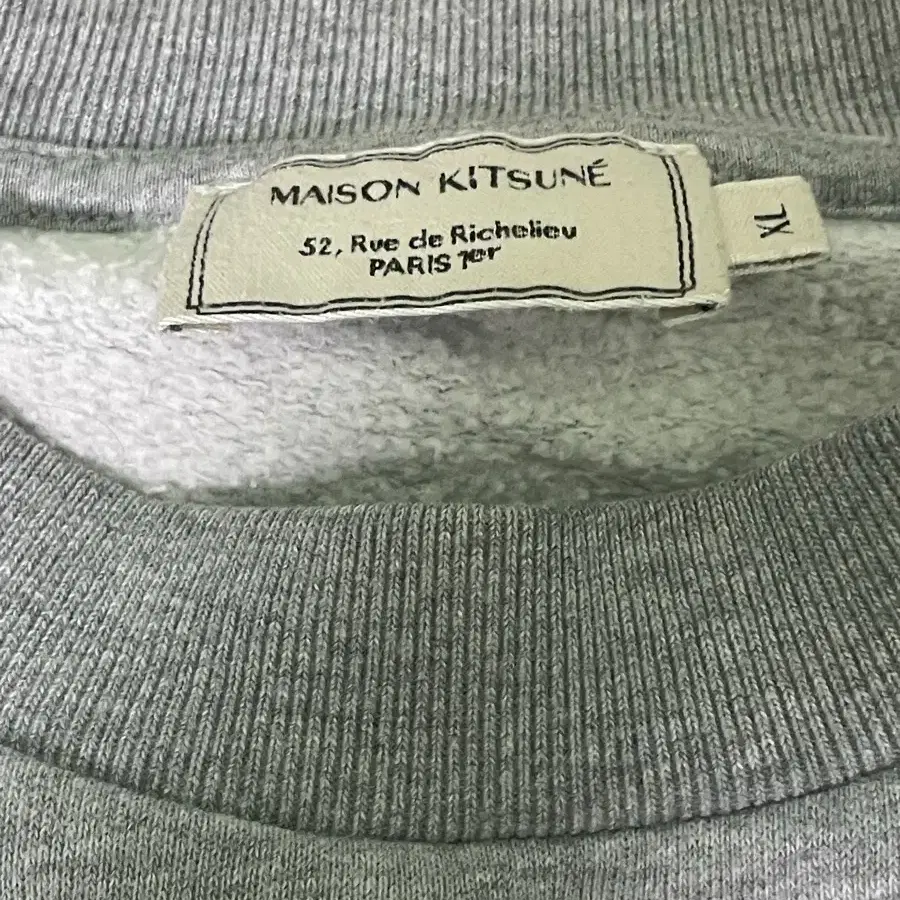 MAISON KITSUNÉ
52, Rue de Richelieu
PARIS 1er
XL